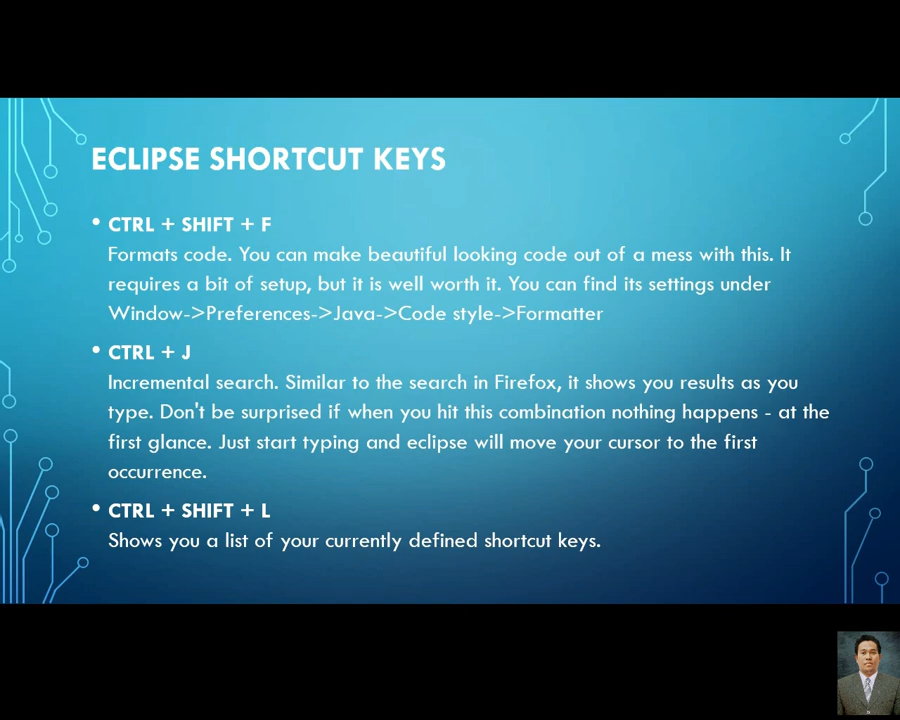 ECLIPSE SHORTCUT KEYS
• CTRL + SHIFT + F
Formats code. You can make beautiful looking code out of a mess with this. It
requires a bit of setup, but it is well worth it. You can find its settings under
Window->Preferences->Java->Code style->Formatter
• CTRL + J
Incremental search. Similar to the search in Firefox, it shows you results as you
type. Don't be surprised if when you hit this combination nothing happens - at the
first glance. Just start typing and eclipse will move your cursor to the first
occurrence.
• CTRL + SHIFT + L
Shows you a list of your currently defined shortcut keys.